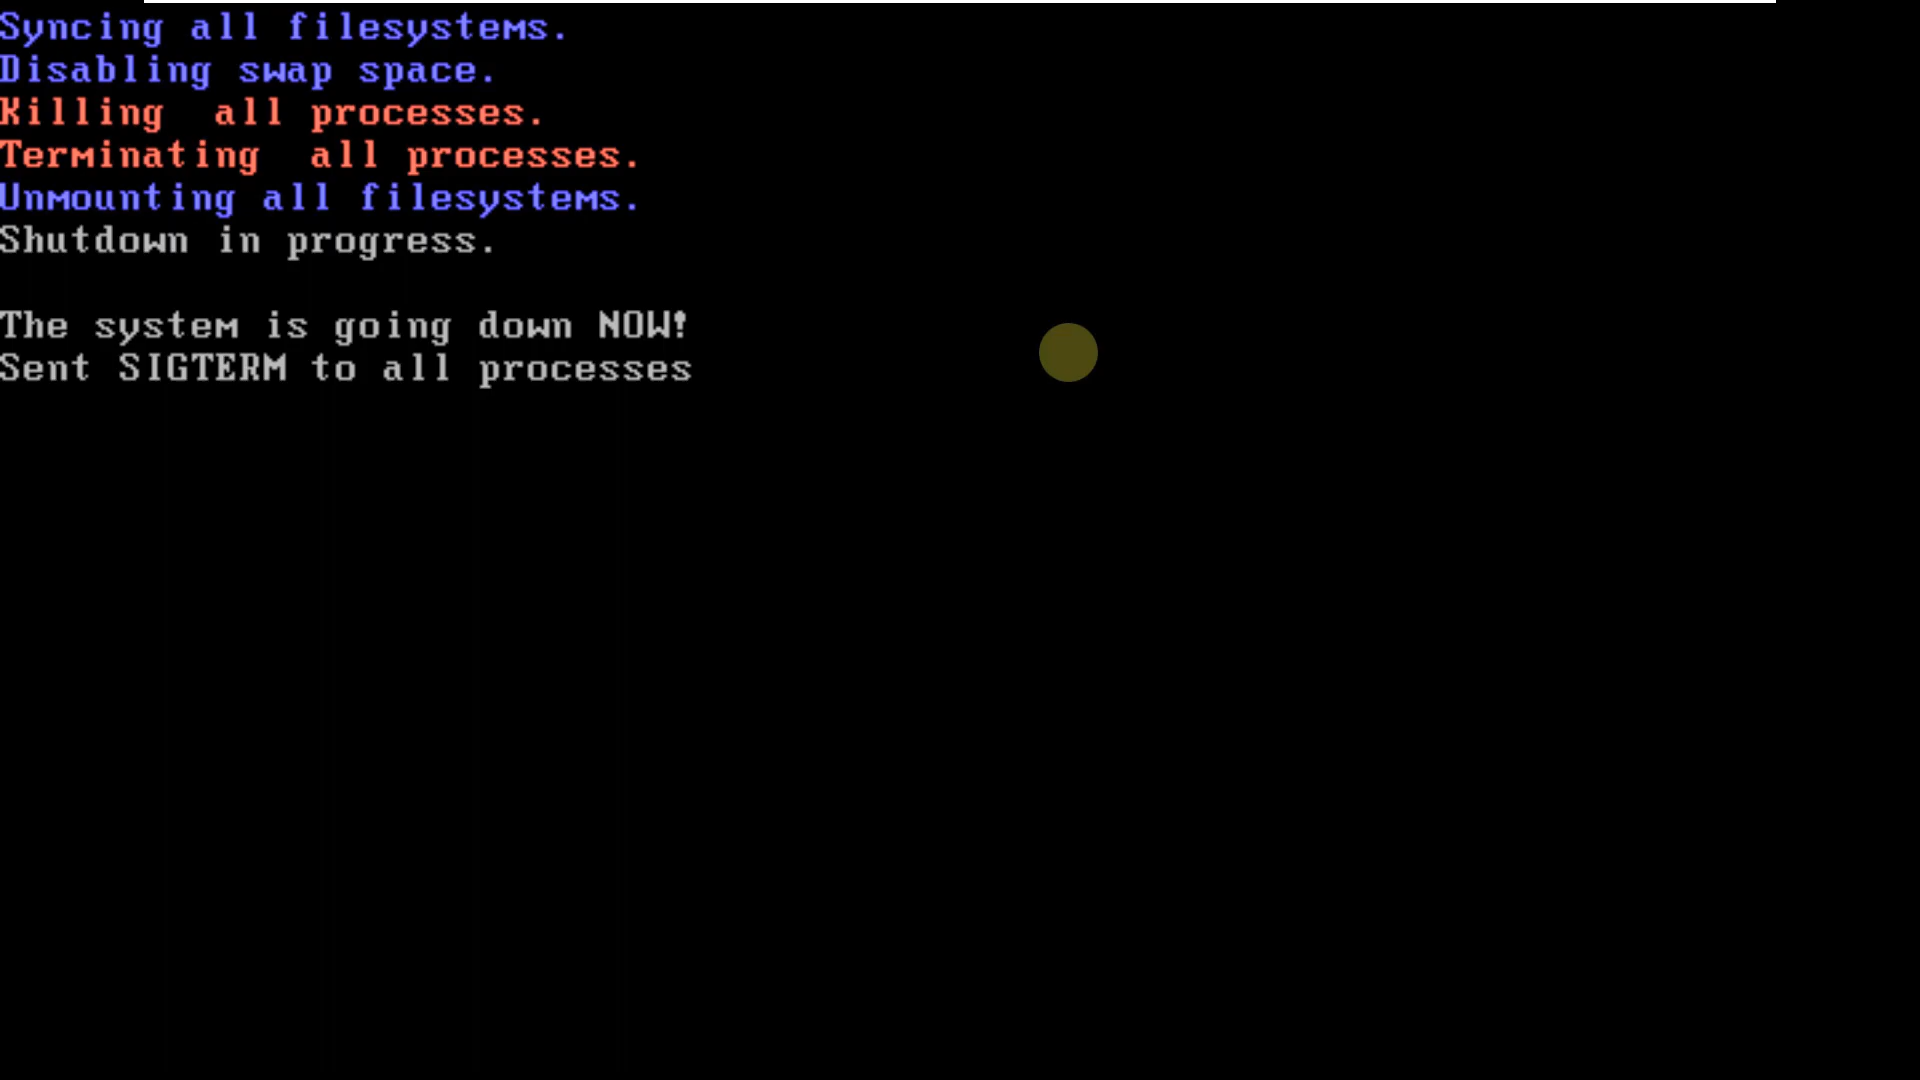 Syncing all filesystems.
Disabling swap space.
Killing  all processes.
Terminating  all processes.
Unmounting all filesystems.
Shutdown in progress.
The system is going down NOW!
Sent SIGTERM to all processes